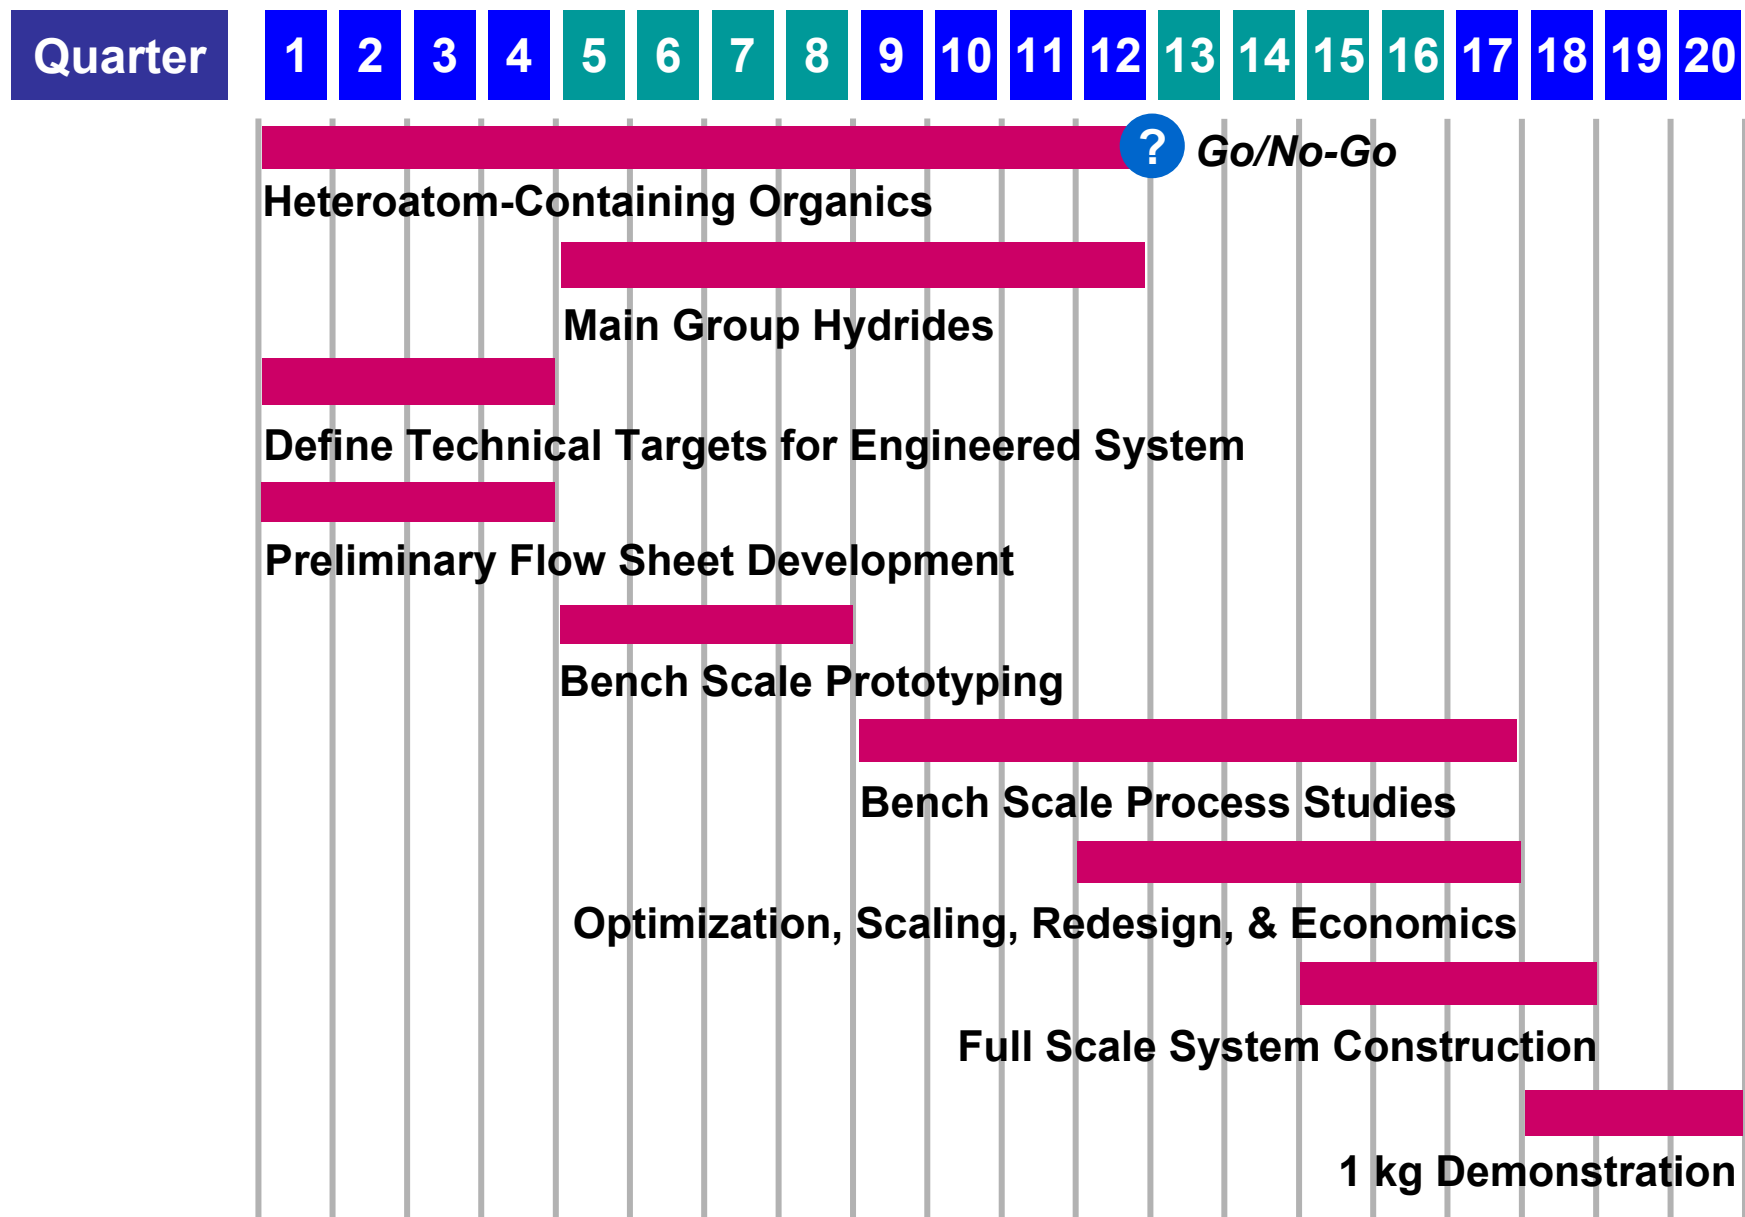 Quarter 1 2 3 4 5 6 7 8 9 10 11 12 13 14 15 16 17 18 19 20
? Go/No-Go
Heteroatom-Containing Organics
Main Group Hydrides
Define Technical Targets for Engineered System
Preliminary Flow Sheet Development
Bench Scale Prototyping
Bench Scale Process Studies
Optimization, Scaling, Redesign, & Economics
Full Scale System Construction
1 kg Demonstration